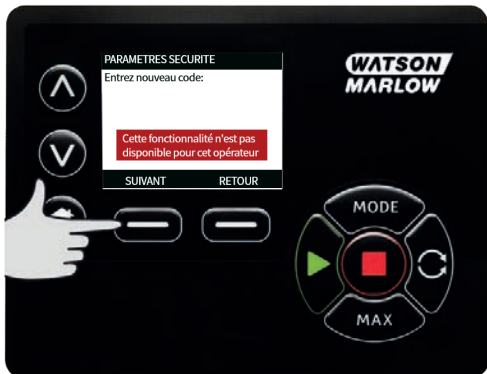 PARAMETRES SECURITE
Entrez nouveau code:
Cette fonctionnalité n'est pas
disponible pour cet opérateur
SUIVANT RETOUR
WATSON
MARLOW
MODE
MAX